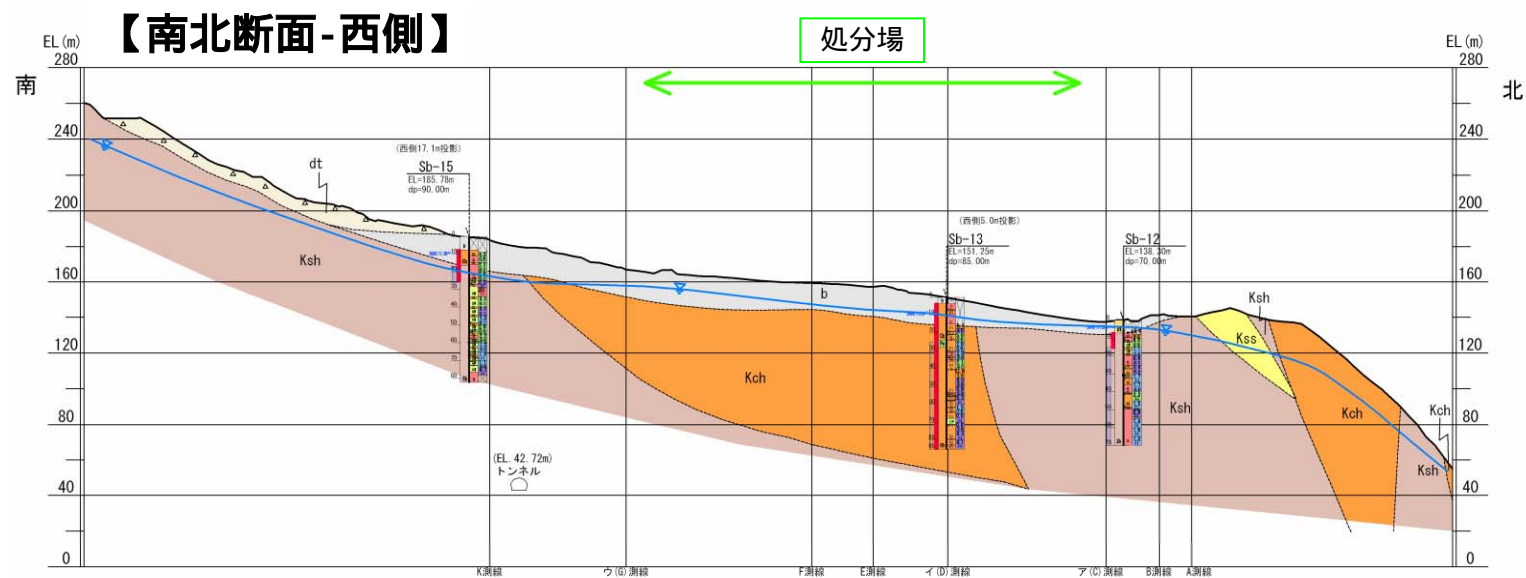 【南北断面-西側】
処分場
EL(m)
EL(m)
南
北
280
240
200
160
120
80
40
0
280
240
200
160
120
80
40
0
dt
(西側17.1m投影)
Sb-15
EL=185.78m
dp=90.00m
(西側5.0m投影)
Sb-13
EL=151.25m
dp=85.00m
Sb-12
EL=138.30m
dp=70.00m
Ksh
b
Ksh
Kss
Kch
Ksh
Kch
Kch
Ksh
(EL.42.72m)
トンネル
K測線
ウ(G)測線
F測線
E測線
イ(D)測線
ア(C)測線
B測線
A測線